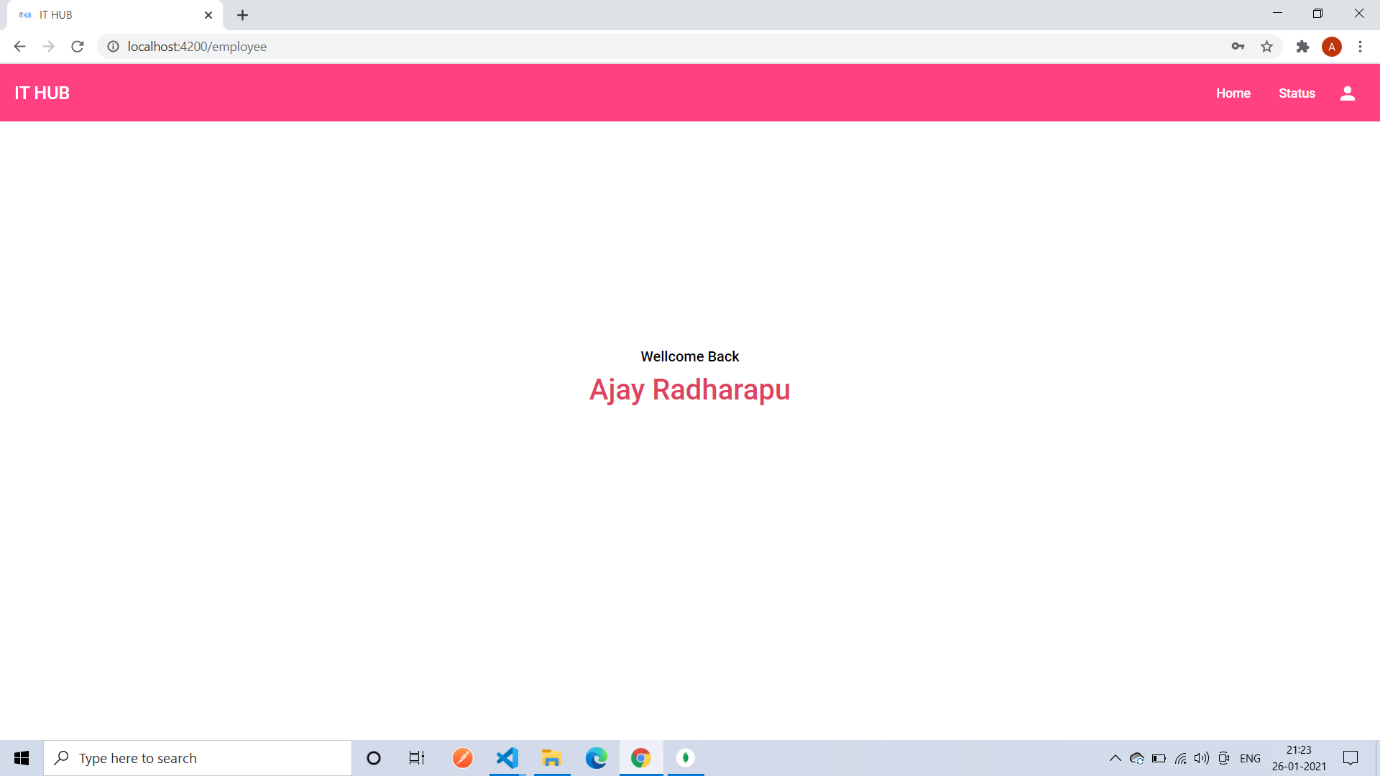 IT HUB
localhost:4200/employee
A
IT HUB
Home
Status
Wellcome Back
Ajay Radharapu
Type here to search
ENG
21:23
26-01-2021